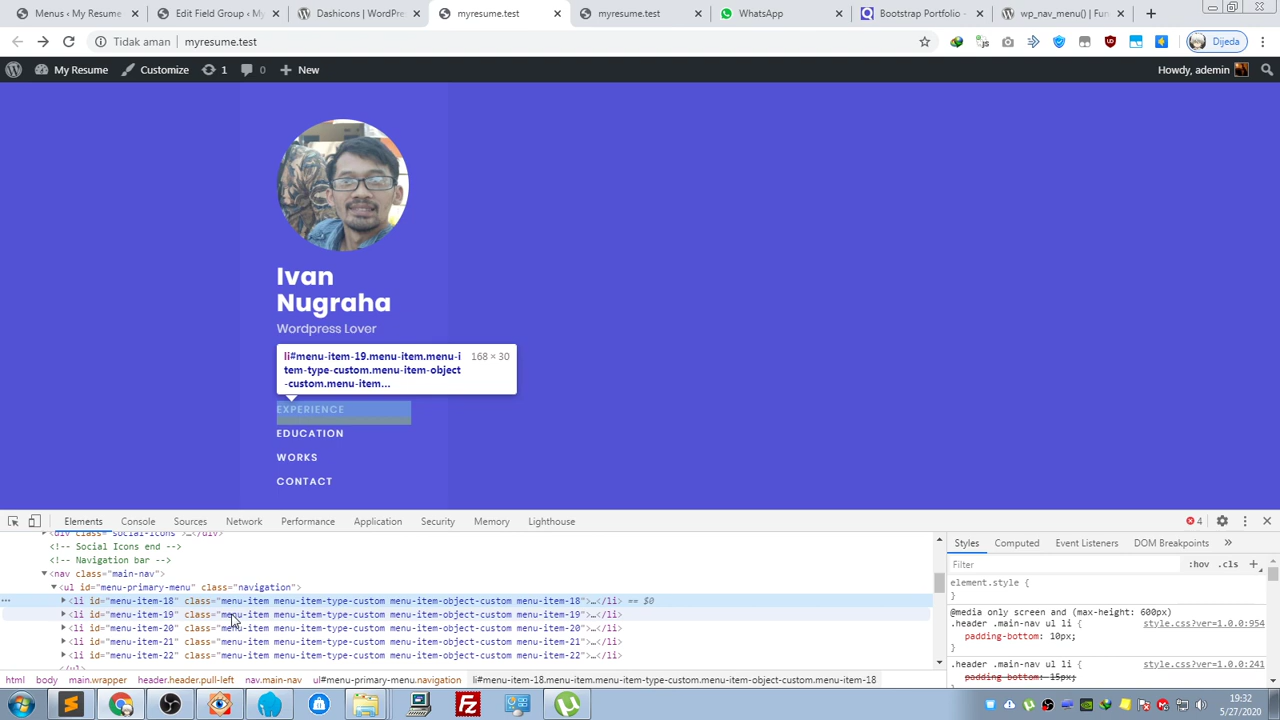 Menus ‹ My Resume
Edit Field Group ‹ My
Dashicons | WordPre
myresume.test
myresume.test
WhatsApp
Bootstrap Portfolio -
wp_nav_menu() | Fun
Tidak aman | myresume.test
Dijeda
My Resume
Customize
1
0
New
Howdy, ademin
Ivan
Nugraha
Wordpress Lover
li#menu-item-19.menu-item.menu-i
tem-type-custom.menu-item-object
-custom.menu-item...
168 × 30
EXPERIENCE
EDUCATION
WORKS
CONTACT
Elements
Console
Sources
Network
Performance
Application
Security
Memory
Lighthouse
4
<div class="social-icons">…</div>
<!-- Social Icons end -->
<!-- Navigation bar -->
<nav class="main-nav">
<ul id="menu-primary-menu" class="navigation">
<li id="menu-item-18" class="menu-item menu-item-type-custom menu-item-object-custom menu-item-18">…</li> == $0
<li id="menu-item-19" class="menu-item menu-item-type-custom menu-item-object-custom menu-item-19">…</li>
<li id="menu-item-20" class="menu-item menu-item-type-custom menu-item-object-custom menu-item-20">…</li>
<li id="menu-item-21" class="menu-item menu-item-type-custom menu-item-object-custom menu-item-21">…</li>
<li id="menu-item-22" class="menu-item menu-item-type-custom menu-item-object-custom menu-item-22">…</li>
</ul>
html
body
main.wrapper
header.header.pull-left
nav.main-nav
ul#menu-primary-menu.navigation
li#menu-item-18.menu-item.menu-item-type-custom.menu-item-object-custom.menu-item-18
Styles
Computed
Event Listeners
DOM Breakpoints
Filter
:hov .cls
element.style {
}
@media only screen and (max-height: 600px)
.header .main-nav ul li {
style.css?ver=1.0.0:954
padding-bottom: 10px;
}
.header .main-nav ul li {
style.css?ver=1.0.0:241
padding-bottom: 15px;
19:32
5/27/2020